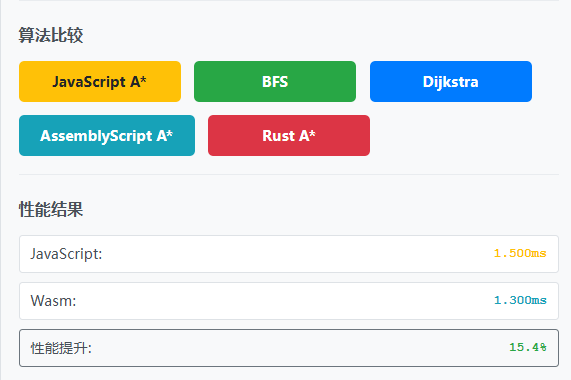 算法比较
JavaScript A*
BFS
Dijkstra
AssemblyScript A*
Rust A*
性能结果
JavaScript: 1.500ms
Wasm: 1.300ms
性能提升: 15.4%